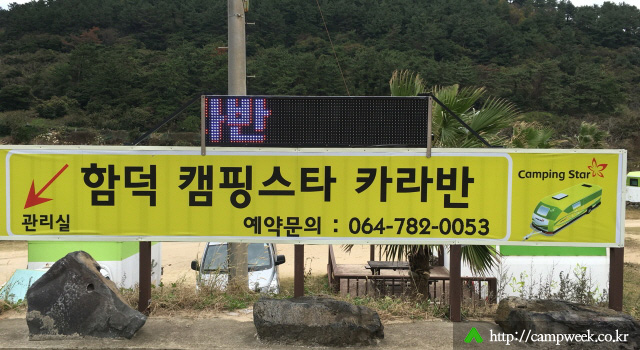 반
함덕 캠핑스타 카라반
Camping Star
관리실
예약문의 : 064-782-0053
http://campweek.co.kr